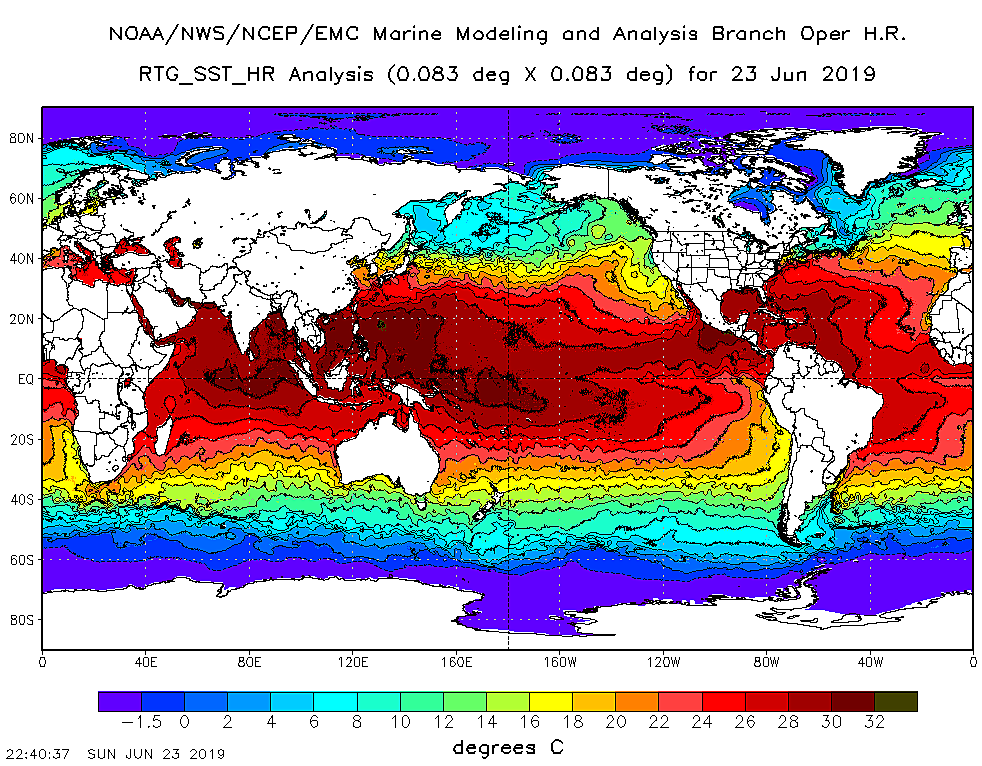 NOAA/NWS/NCEP/EMC Marine Modeling and Analysis Branch Oper H.R.
RTG_SST_HR Analysis (0.083 deg X 0.083 deg) for 23 Jun 2019
80N
60N
40N
20N
EQ
20S
40S
60S
80S
0 40E 80E 120E 160E 160W 120W 80W 40W 0
−1.5 0 2 4 6 8 10 12 14 16 18 20 22 24 26 28 30 32
degrees C
22:40:37 SUN JUN 23 2019